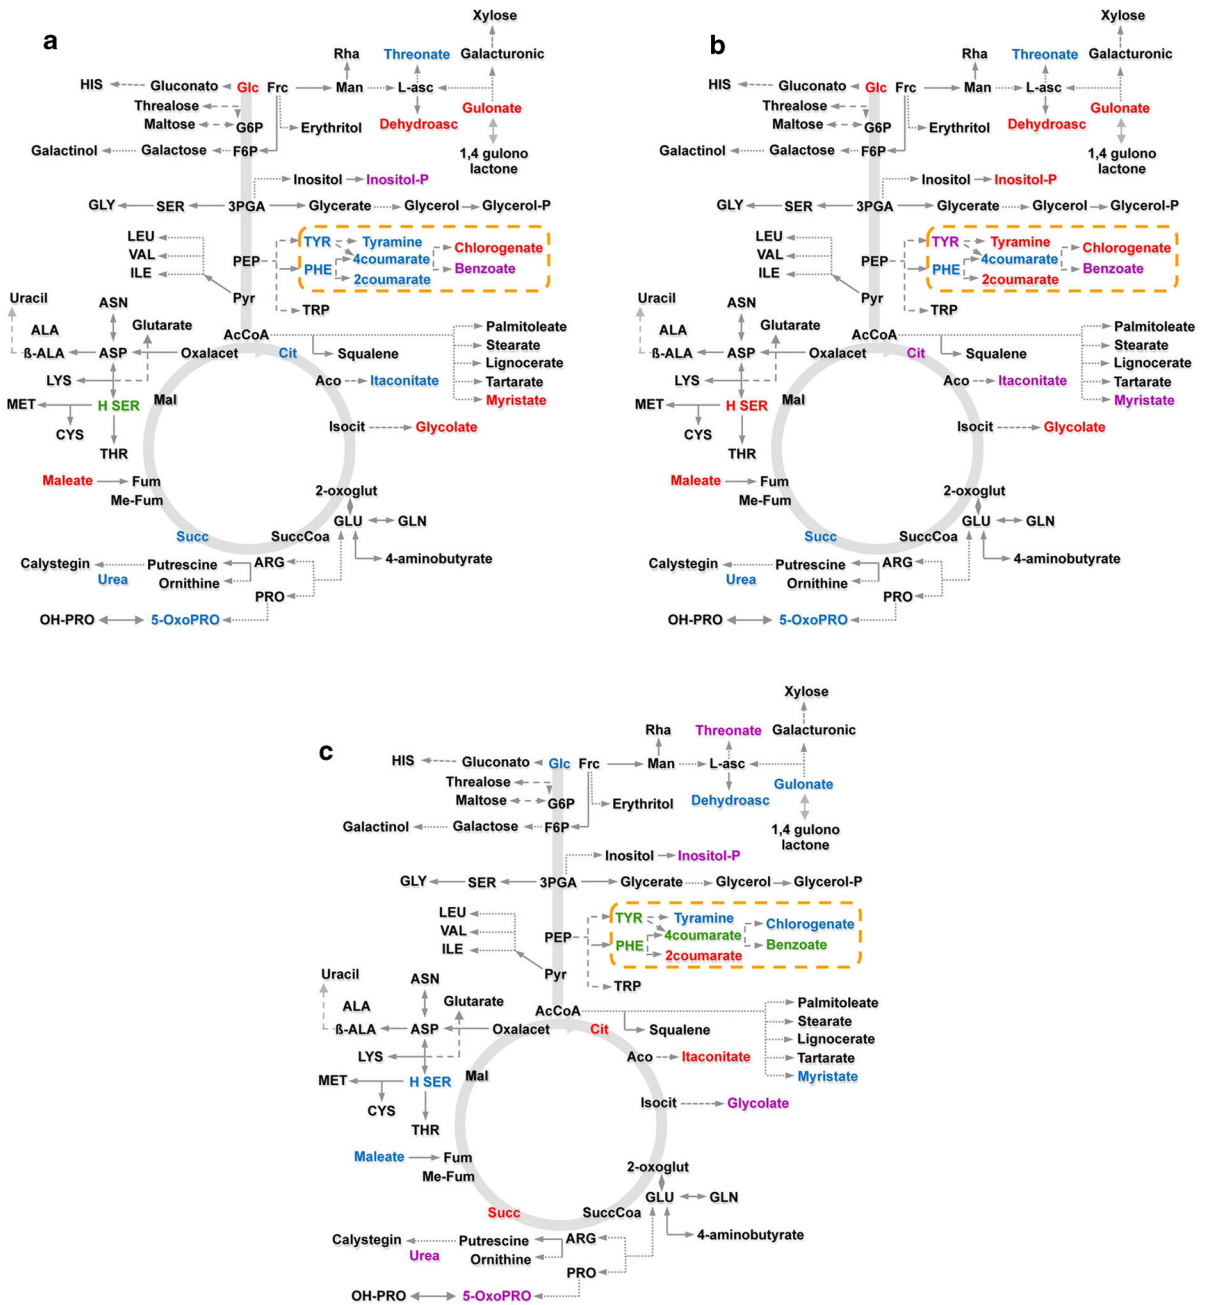 a
Xylose
Rha Threonate Galacturonic
HIS Gluconato Glc Frc Man L-asc
Threalose Gulonate
Maltose G6P Erythritol Dehydroasc
Galactinol Galactose F6P 1,4 gulono
lactone
Inositol Inositol-P
GLY SER 3PGA Glycerate Glycerol Glycerol-P
LEU TYR Tyramine Chlorogenate
VAL PEP 4coumarate
ILE PHE 2coumarate Benzoate
Pyr TRP
Uracil ASN
ALA Glutarate AcCoA Palmitoleate
ß-ALA ASP Oxalacet Cit Squalene Stearate
Lignocerate
LYS Aco Itaconitate Tartarate
MET H SER Mal Myristate
CYS Isocit Glycolate
THR
Maleate Fum 2-oxoglut
Me-Fum
GLU GLN
Succ SuccCoa
Calystegin Putrescine ARG 4-aminobutyrate
Urea Ornithine
PRO
OH-PRO 5-OxoPRO
b
Xylose
Rha Threonate Galacturonic
HIS Gluconato Glc Frc Man L-asc
Threalose Gulonate
Maltose G6P Erythritol Dehydroasc
Galactinol Galactose F6P 1,4 gulono
lactone
Inositol Inositol-P
GLY SER 3PGA Glycerate Glycerol Glycerol-P
LEU TYR Tyramine Chlorogenate
VAL PEP 4coumarate
ILE PHE 2coumarate Benzoate
Pyr TRP
Uracil ASN
ALA Glutarate AcCoA Palmitoleate
ß-ALA ASP Oxalacet Cit Squalene Stearate
Lignocerate
LYS Aco Itaconitate Tartarate
MET H SER Mal Myristate
CYS Isocit Glycolate
THR
Maleate Fum 2-oxoglut
Me-Fum
GLU GLN
Succ SuccCoa
Calystegin Putrescine ARG 4-aminobutyrate
Urea Ornithine
PRO
OH-PRO 5-OxoPRO
c
Xylose
Rha Threonate Galacturonic
HIS Gluconato Glc Frc Man L-asc
Threalose Gulonate
Maltose G6P Erythritol Dehydroasc
Galactinol Galactose F6P 1,4 gulono
lactone
Inositol Inositol-P
GLY SER 3PGA Glycerate Glycerol Glycerol-P
LEU TYR Tyramine Chlorogenate
VAL PEP 4coumarate
ILE PHE 2coumarate Benzoate
Pyr TRP
Uracil ASN
ALA Glutarate AcCoA Palmitoleate
ß-ALA ASP Oxalacet Cit Squalene Stearate
Lignocerate
LYS Aco Itaconitate Tartarate
MET H SER Mal Myristate
CYS Isocit Glycolate
THR
Maleate Fum 2-oxoglut
Me-Fum
GLU GLN
Succ SuccCoa
Calystegin Putrescine ARG 4-aminobutyrate
Urea Ornithine
PRO
OH-PRO 5-OxoPRO